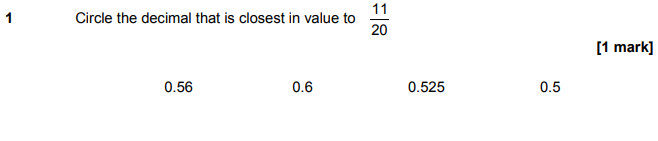 1 Circle the decimal that is closest in value to 11/20
[1 mark]
0.56 0.6 0.525 0.5